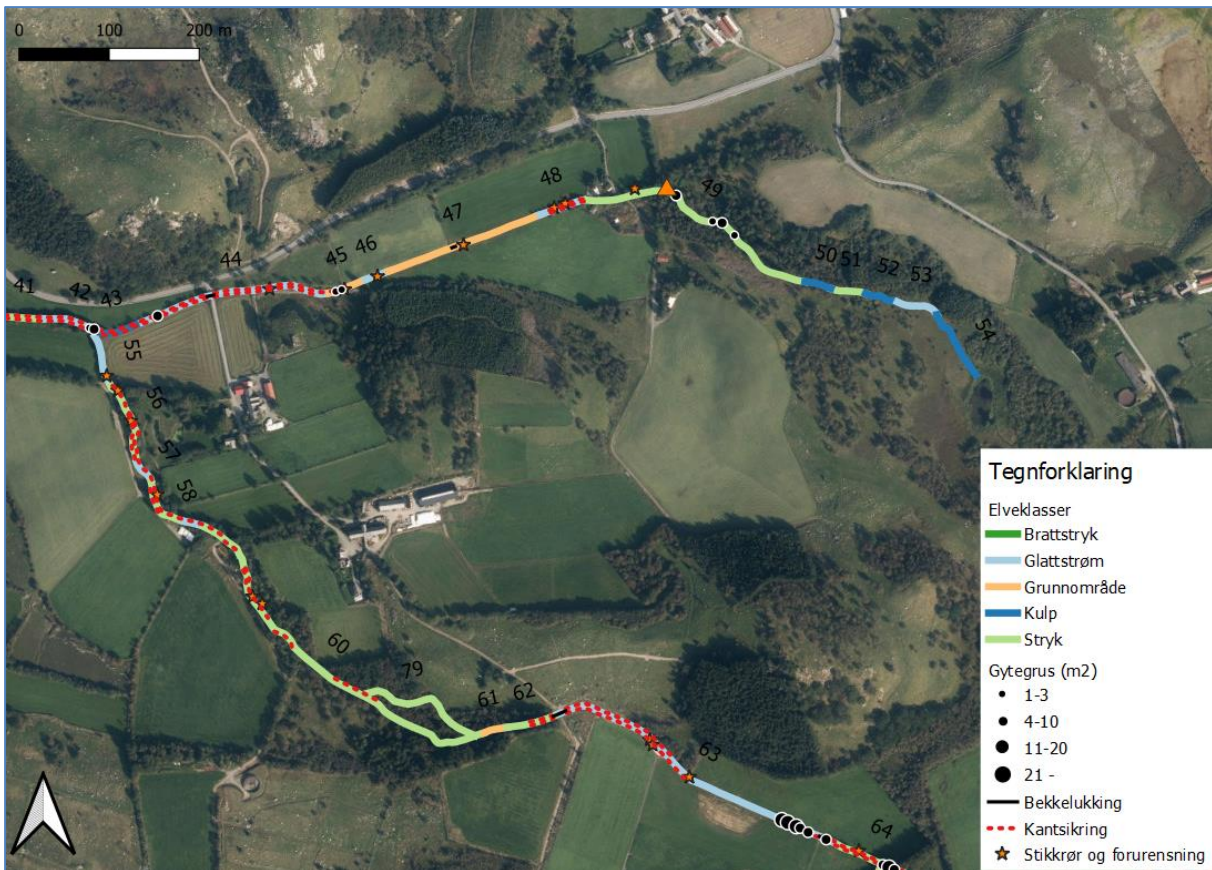 0 100 200 m
48
49
47
44
45
46
50
51
52
53
41
42
43
54
55
56
57
58
60
79
61
62
63
64
Tegnforklaring
Elveklasser
Brattstryk
Glattstrøm
Grunnområde
Kulp
Stryk
Gytegrus (m2)
1-3
4-10
11-20
21 -
Bekkelukking
Kantsikring
Stikkrør og forurensning